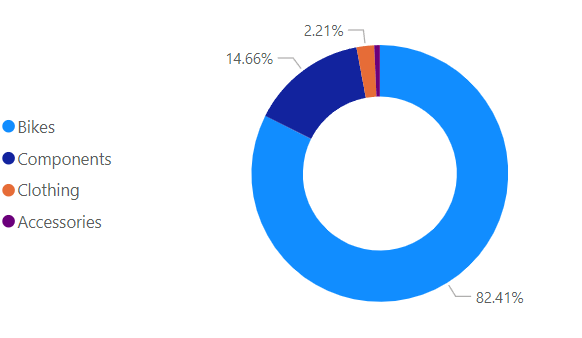 2.21%
14.66%
Bikes
Components
Clothing
Accessories
82.41%